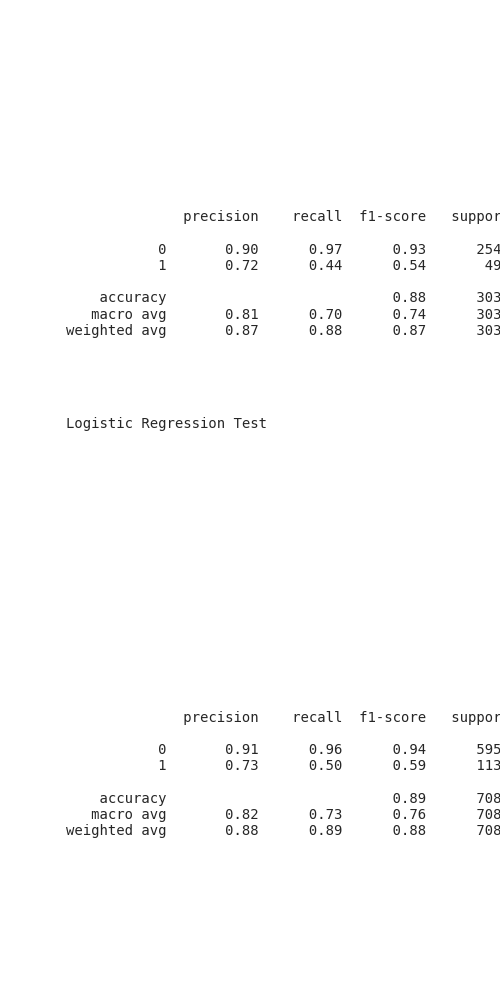 precision    recall  f1-score   suppor
0       0.90      0.97      0.93      254
1       0.72      0.44      0.54       49
accuracy                           0.88      303
macro avg       0.81      0.70      0.74      303
weighted avg       0.87      0.88      0.87      303
Logistic Regression Test
precision    recall  f1-score   suppor
0       0.91      0.96      0.94      595
1       0.73      0.50      0.59      113
accuracy                           0.89      708
macro avg       0.82      0.73      0.76      708
weighted avg       0.88      0.89      0.88      708